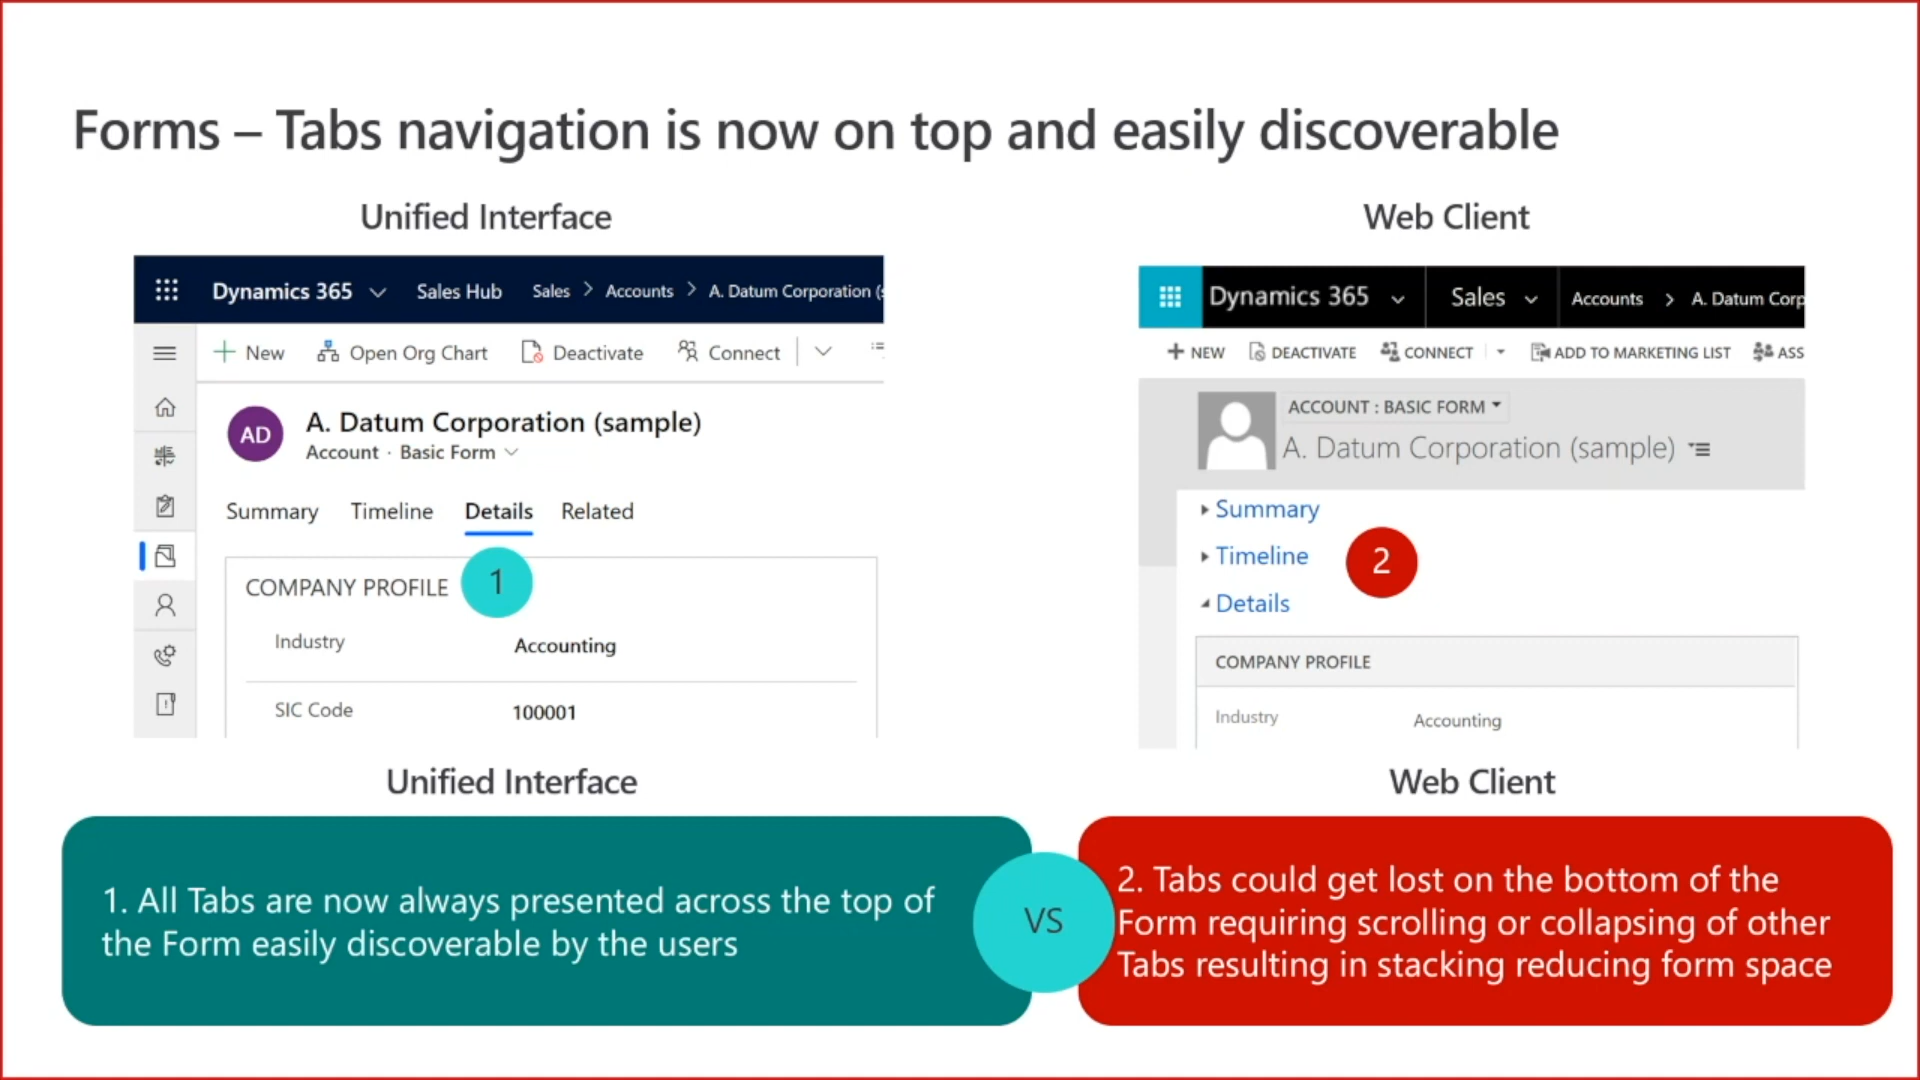 Forms – Tabs navigation is now on top and easily discoverable
Unified Interface
Dynamics 365
Sales Hub
Sales
Accounts
A. Datum Corporation
New
Open Org Chart
Deactivate
Connect
AD
A. Datum Corporation (sample)
Account · Basic Form
Summary
Timeline
Details
Related
COMPANY PROFILE
1
Industry
Accounting
SIC Code
100001
Web Client
Dynamics 365
Sales
Accounts
A. Datum Corp
NEW
DEACTIVATE
CONNECT
ADD TO MARKETING LIST
ASS
ACCOUNT : BASIC FORM
A. Datum Corporation (sample)
Summary
Timeline
2
Details
COMPANY PROFILE
Industry
Accounting
Unified Interface
1. All Tabs are now always presented across the top of
the Form easily discoverable by the users
VS
Web Client
2. Tabs could get lost on the bottom of the
Form requiring scrolling or collapsing of other
Tabs resulting in stacking reducing form space